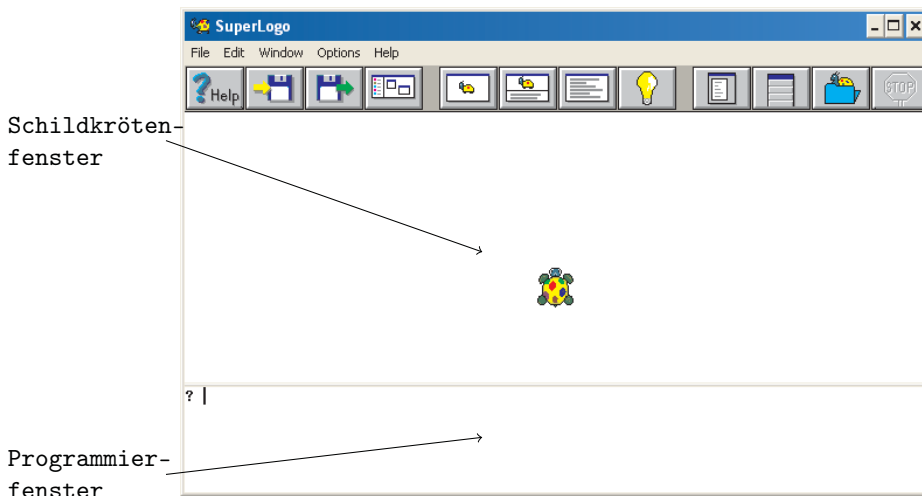 SuperLogo
File Edit Window Options Help
Help
STOP
Schildkröten-
fenster
?
Programmier-
fenster